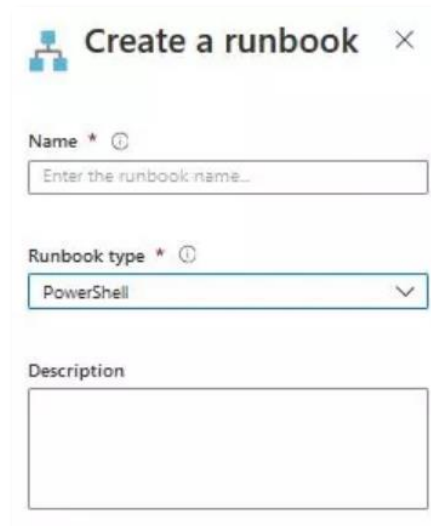 Create a runbook
Name *
Enter the runbook name...
Runbook type *
PowerShell
Description